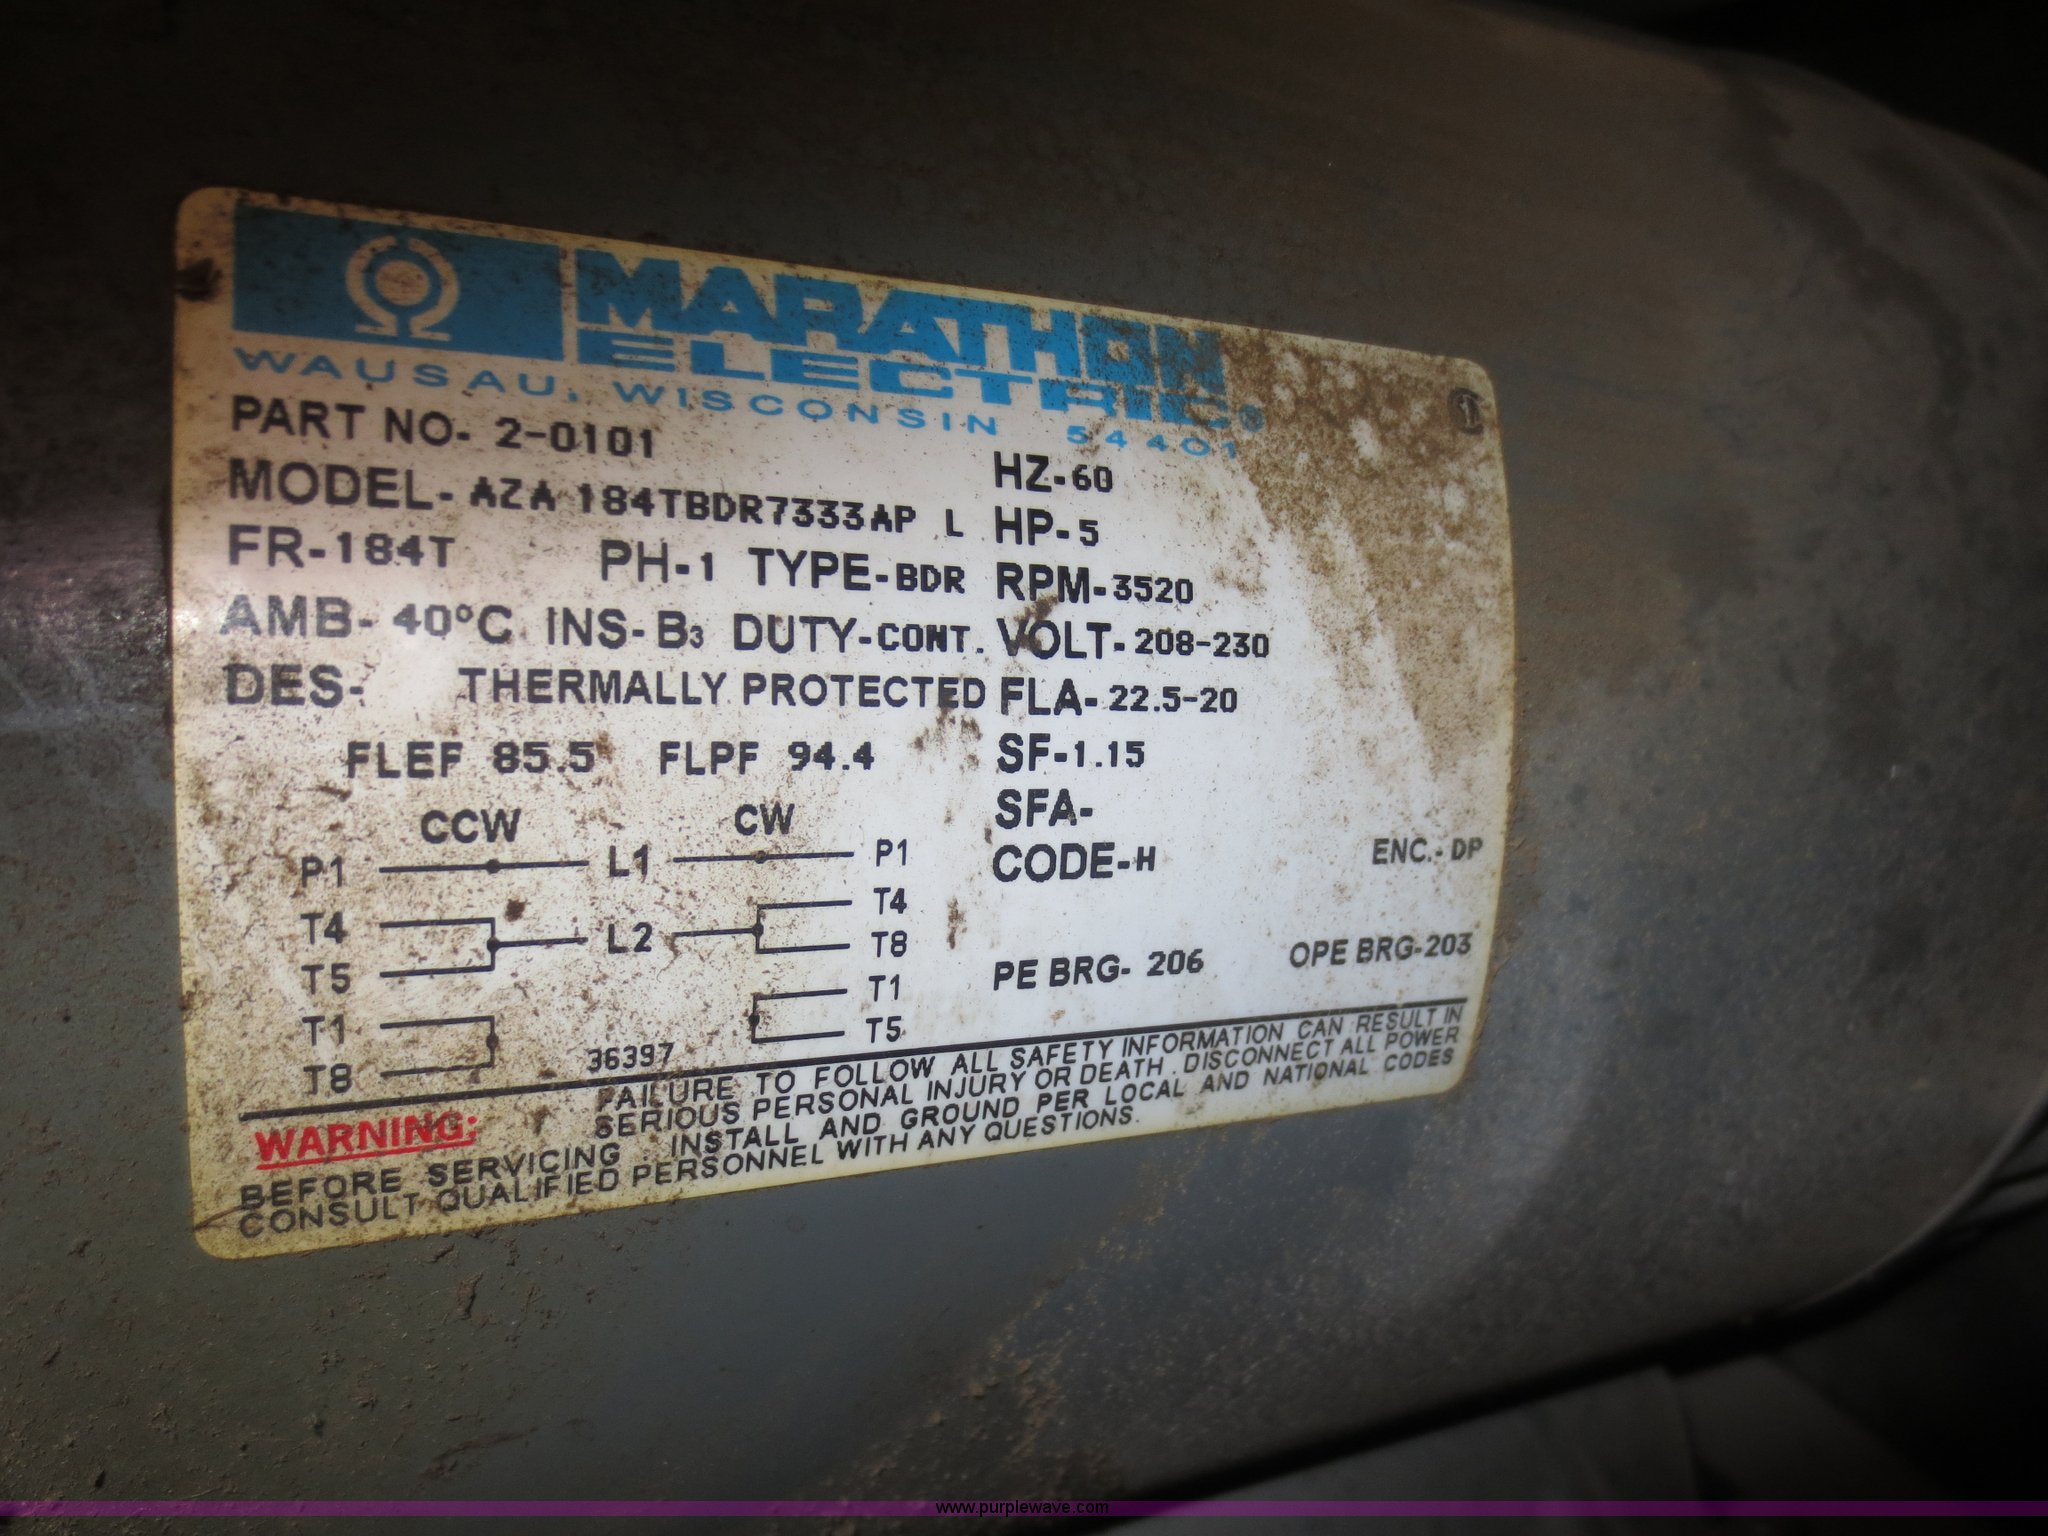 MARATHON
ELECTRIC®
WAUSAU, WISCONSIN 54401
PART NO- 2-0101
MODEL- AZA 184TBDR7333AP L
FR-184T PH-1 TYPE-BDR
AMB- 40°C INS-B3 DUTY-CONT.
DES- THERMALLY PROTECTED
HZ-60
HP-5
RPM-3520
VOLT-208-230
FLA-22.5-20
SF-1.15
SFA-
CODE-H ENC.-DP
PE BRG- 206 OPE BRG-203
FLEF 85.5 FLPF 94.4
CCW CW
P1 L1 P1
T4 T4
L2
T5 T8
T1 T1
T8 T5
36397
WARNING: FAILURE TO FOLLOW ALL SAFETY INFORMATION CAN RESULT IN
SERIOUS PERSONAL INJURY OR DEATH. DISCONNECT ALL POWER
BEFORE SERVICING. INSTALL AND GROUND PER LOCAL AND NATIONAL CODES
CONSULT QUALIFIED PERSONNEL WITH ANY QUESTIONS.
www.purplewave.com